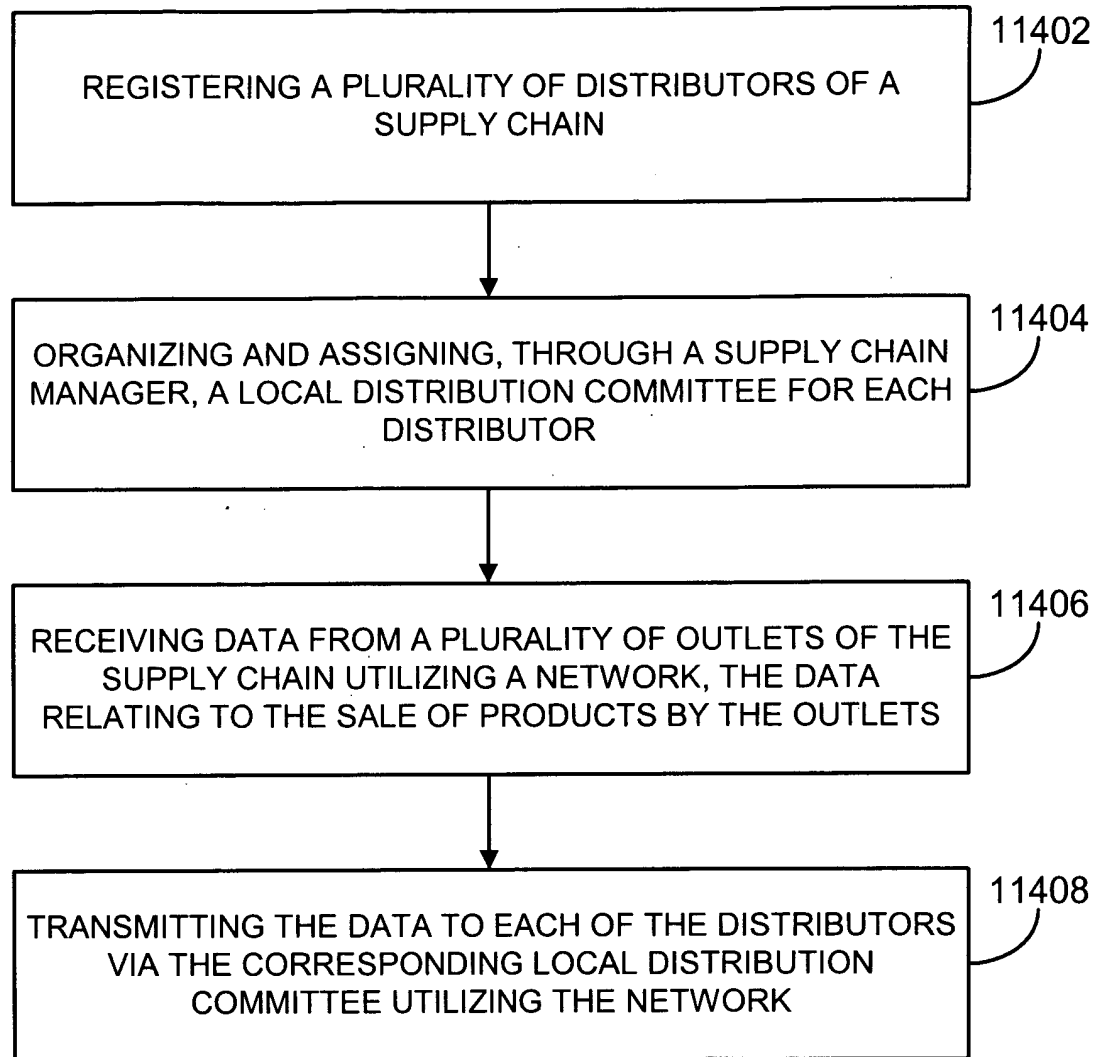 11402
REGISTERING A PLURALITY OF DISTRIBUTORS OF A
SUPPLY CHAIN
11404
ORGANIZING AND ASSIGNING, THROUGH A SUPPLY CHAIN
MANAGER, A LOCAL DISTRIBUTION COMMITTEE FOR EACH
DISTRIBUTOR
11406
RECEIVING DATA FROM A PLURALITY OF OUTLETS OF THE
SUPPLY CHAIN UTILIZING A NETWORK, THE DATA
RELATING TO THE SALE OF PRODUCTS BY THE OUTLETS
11408
TRANSMITTING THE DATA TO EACH OF THE DISTRIBUTORS
VIA THE CORRESPONDING LOCAL DISTRIBUTION
COMMITTEE UTILIZING THE NETWORK